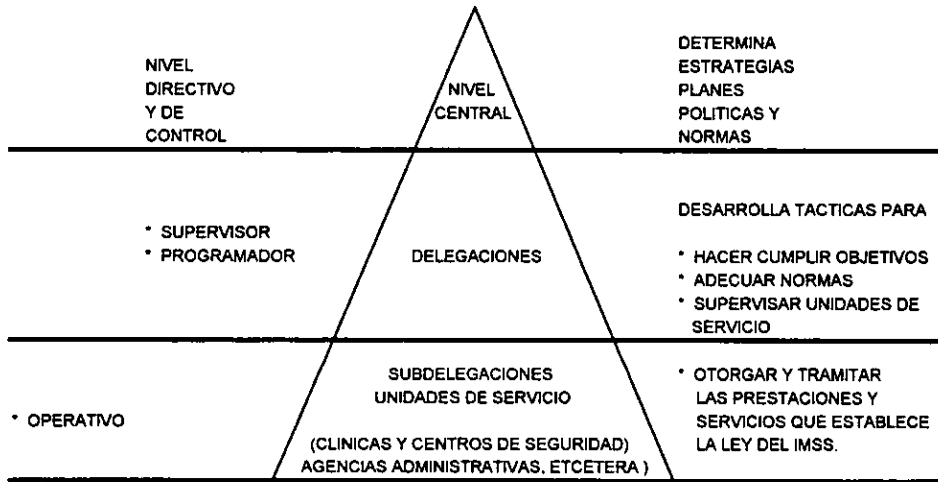 NIVEL
DIRECTIVO
Y DE
CONTROL
NIVEL
CENTRAL
DETERMINA
ESTRATEGIAS
PLANES
POLITICAS Y
NORMAS
* SUPERVISOR
* PROGRAMADOR
DELEGACIONES
DESARROLLA TACTICAS PARA
* HACER CUMPLIR OBJETIVOS
* ADECUAR NORMAS
* SUPERVISAR UNIDADES DE
SERVICIO
* OPERATIVO
SUBDELEGACIONES
UNIDADES DE SERVICIO
(CLINICAS Y CENTROS DE SEGURIDAD)
AGENCIAS ADMINISTRATIVAS, ETCETERA )
* OTORGAR Y TRAMITAR
LAS PRESTACIONES Y
SERVICIOS QUE ESTABLECE
LA LEY DEL IMSS.